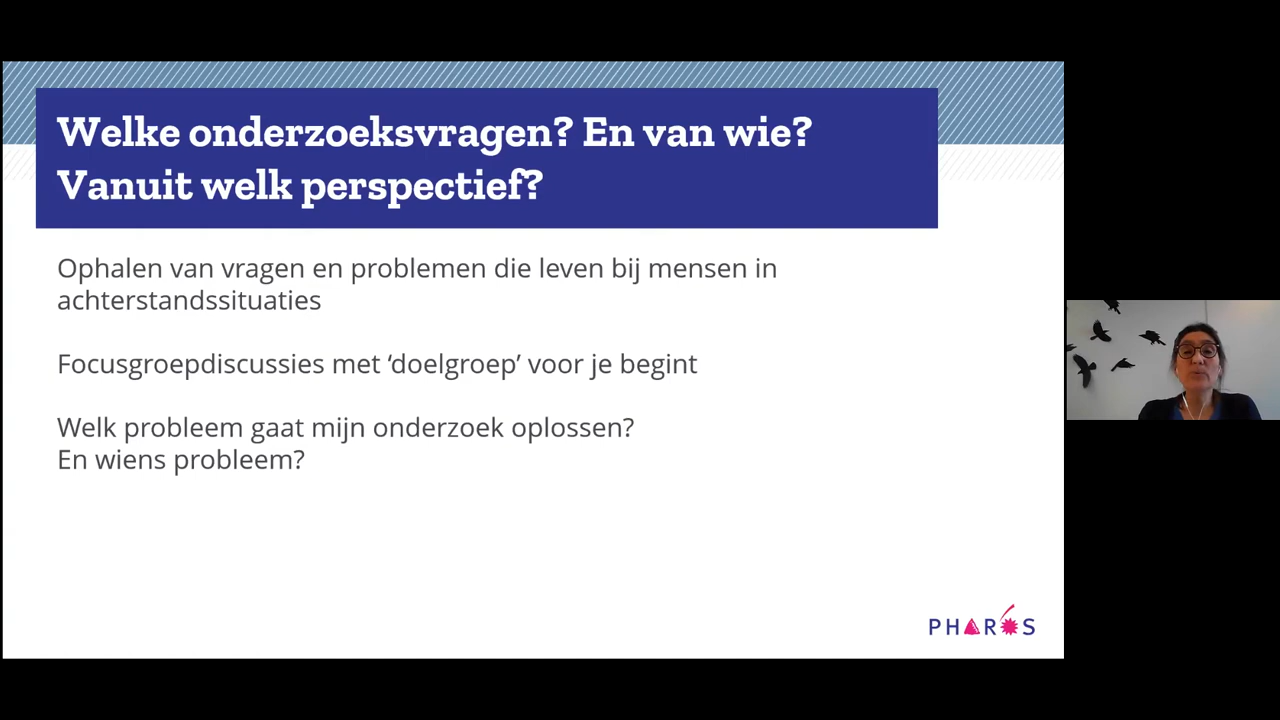 Welke onderzoeksvragen? En van wie?
Vanuit welk perspectief?
Ophalen van vragen en problemen die leven bij mensen in
achterstandssituaties
Focusgroepdiscussies met ‘doelgroep’ voor je begint
Welk probleem gaat mijn onderzoek oplossen?
En wiens probleem?
PHAROS